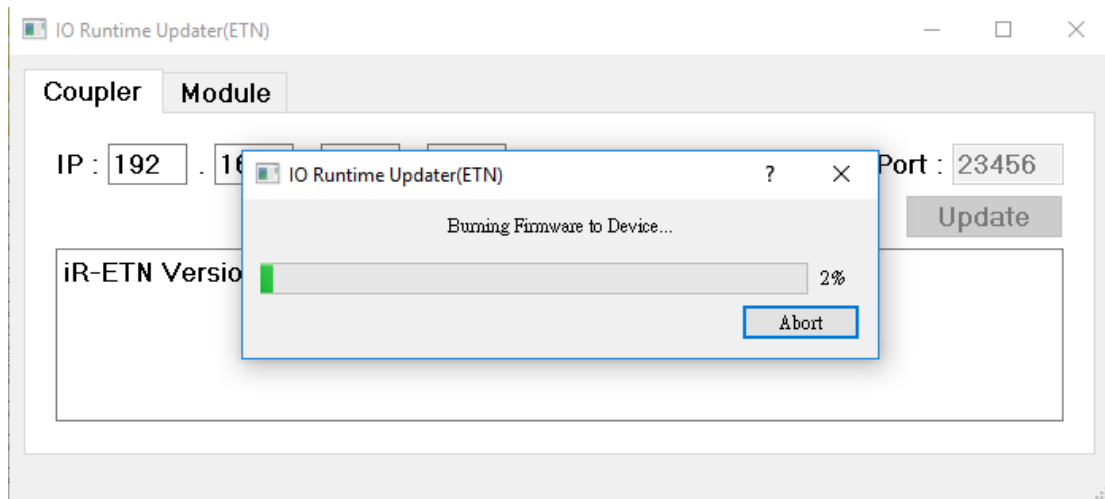 IO Runtime Updater(ETN)
Coupler Module
IP : 192 . Port : 23456
IO Runtime Updater(ETN) ?
Update
Burning Firmware to Device...
iR-ETN
2%
Abort